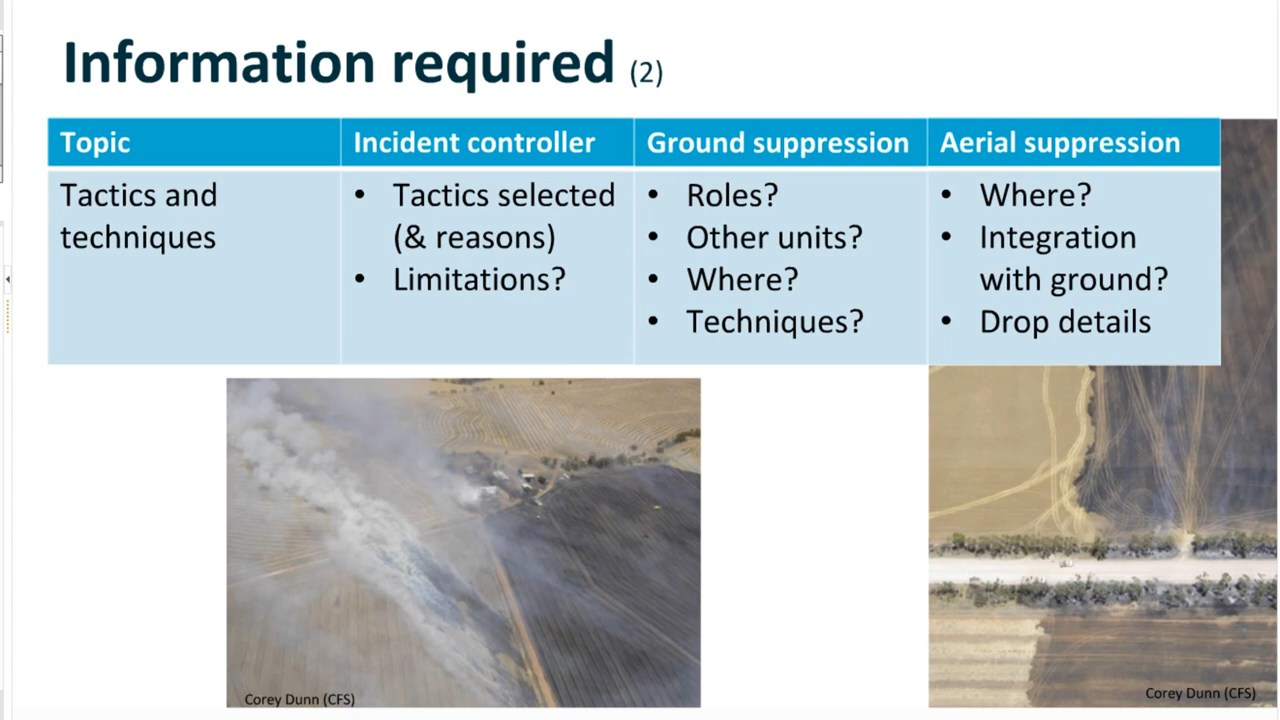 Information required (2)
Topic
Incident controller
Ground suppression
Aerial suppression
Tactics and
techniques
• Tactics selected
(& reasons)
• Limitations?
• Roles?
• Other units?
• Where?
• Techniques?
• Where?
• Integration
with ground?
• Drop details
Corey Dunn (CFS)
Corey Dunn (CFS)